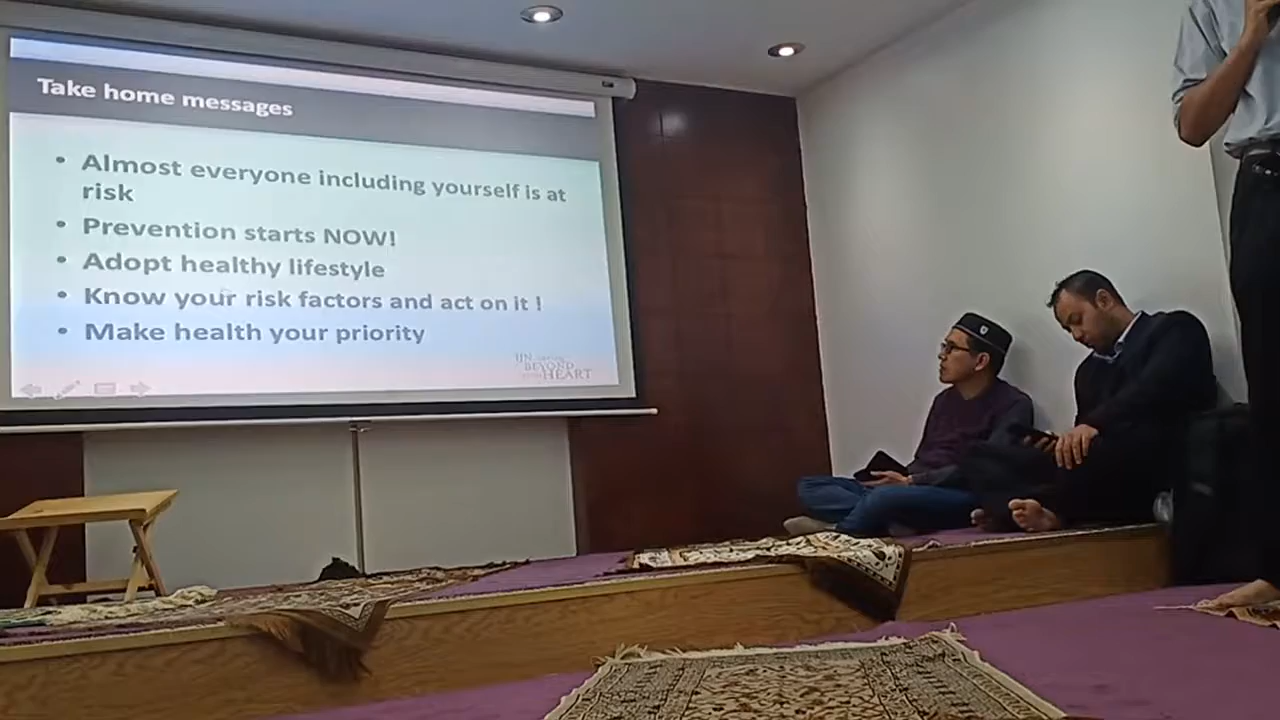 Take home messages
• Almost everyone including yourself is at
risk
• Prevention starts NOW!
• Adopt healthy lifestyle
• Know your risk factors and act on it !
• Make health your priority
IJN
BEYOND
HEART